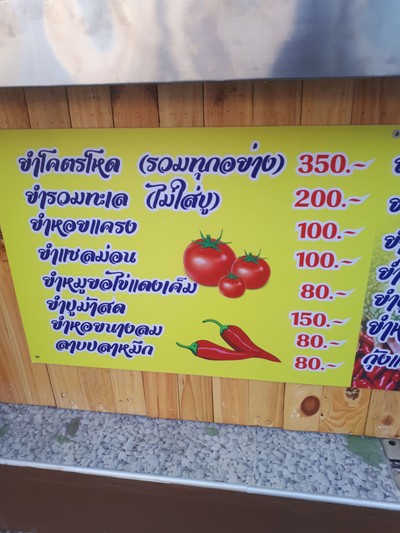 ยำโคตรโหด (รวมทุกอย่าง) 350.-
ยำรวมทะเล (ไม่ใส่ปู) 200.-
ยำหอยแครง 100.-
ยำแซลม่อน 100.-
ยำหมูยอไข่แดงเค็ม 80.-
ยำปูม้าสด 150.-
ยำหอยนางลม 80.-
ลาบปลาหมึก 80.-